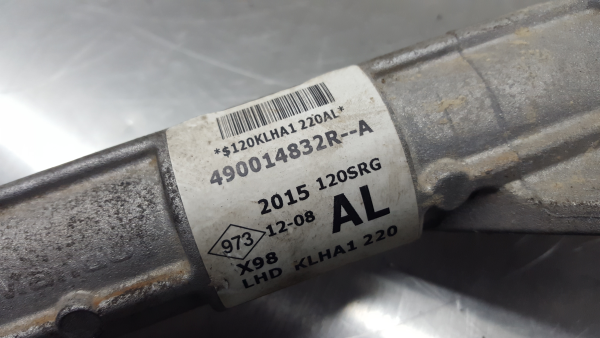 *$120KLHA1 220AL*
490014832R--A
2015 120SRG
973 12-08 AL
X98
LHD KLHA1 220